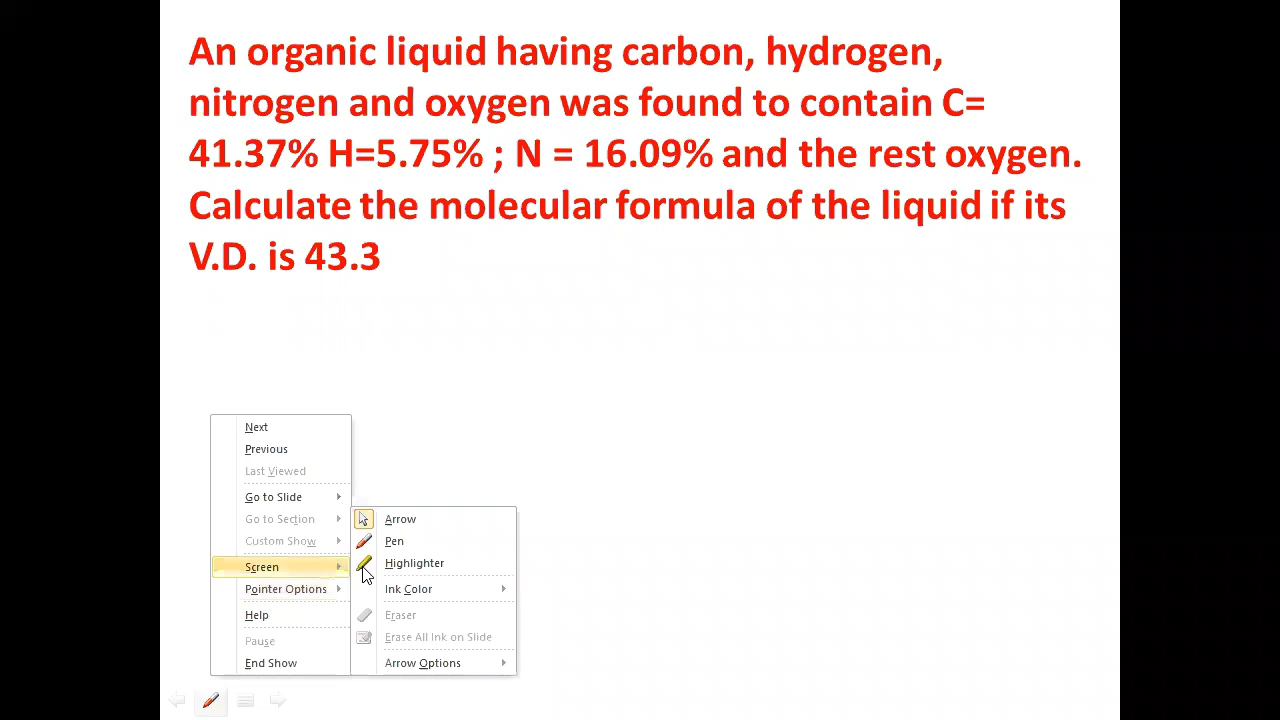 An organic liquid having carbon, hydrogen,
nitrogen and oxygen was found to contain C=
41.37% H=5.75% ; N = 16.09% and the rest oxygen.
Calculate the molecular formula of the liquid if its
V.D. is 43.3
Next
Previous
Last Viewed
Go to Slide
Go to Section
Custom Show
Screen
Pointer Options
Help
Pause
End Show
Arrow
Pen
Highlighter
Ink Color
Eraser
Erase All Ink on Slide
Arrow Options